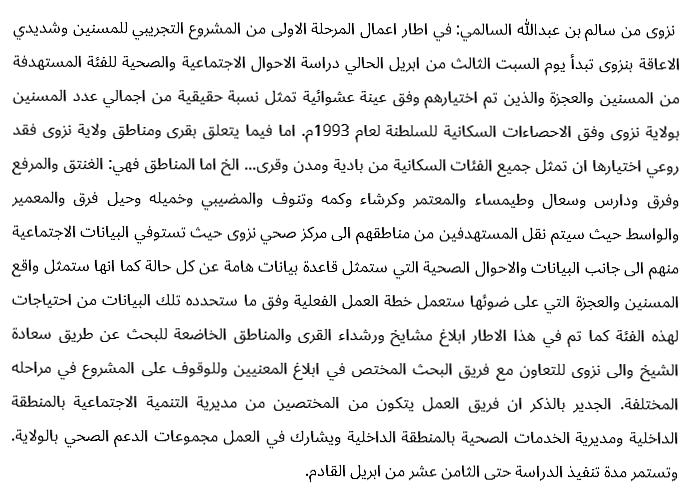 نزوى من سالم بن عبدالله السالمي: في اطار اعمال المرحلة الاولى من المشروع التجريبي للمسنين وشديدي
الاعاقة بنزوى تبدأ يوم السبت الثالث من ابريل الحالي دراسة الاحوال الاجتماعية والصحية للفئة المستهدفة
من المسنين والعجزة والذين تم اختيارهم وفق عينة عشوائية تمثل نسبة حقيقية من اجمالي عدد المسنين
بولاية نزوى وفق الاحصاءات السكانية للسلطنة لعام 1993م. اما فيما يتعلق بقرى ومناطق ولاية نزوى فقد
روعي اختيارها ان تمثل جميع الفئات السكانية من بادية ومدن وقرى... الخ اما المناطق فهي: الغنتق والمرفع
وفرق ودارس وسعال وطيمساء والمعتمر وكرشاء وكمه وتنوف والمضيبي وخميله وحيل فرق والمعمير
والواسط حيث سيتم نقل المستهدفين من مناطقهم الى مركز صحي نزوى حيث تستوفي البيانات الاجتماعية
منهم الى جانب البيانات والاحوال الصحية التي ستمثل قاعدة بيانات هامة عن كل حالة كما انها ستمثل واقع
المسنين والعجزة التي على ضوئها ستعمل خطة العمل الفعلية وفق ما ستحدده تلك البيانات من احتياجات
لهذه الفئة كما تم في هذا الاطار ابلاغ مشايخ ورشداء القرى والمناطق الخاضعة للبحث عن طريق سعادة
الشيخ والى نزوى للتعاون مع فريق البحث المختص في ابلاغ المعنيين وللوقوف على المشروع في مراحله
المختلفة. الجدير بالذكر ان فريق العمل يتكون من المختصين من مديرية التنمية الاجتماعية بالمنطقة
الداخلية ومديرية الخدمات الصحية بالمنطقة الداخلية ويشارك في العمل مجموعات الدعم الصحي بالولاية.
وتستمر مدة تنفيذ الدراسة حتى الثامن عشر من ابريل القادم.